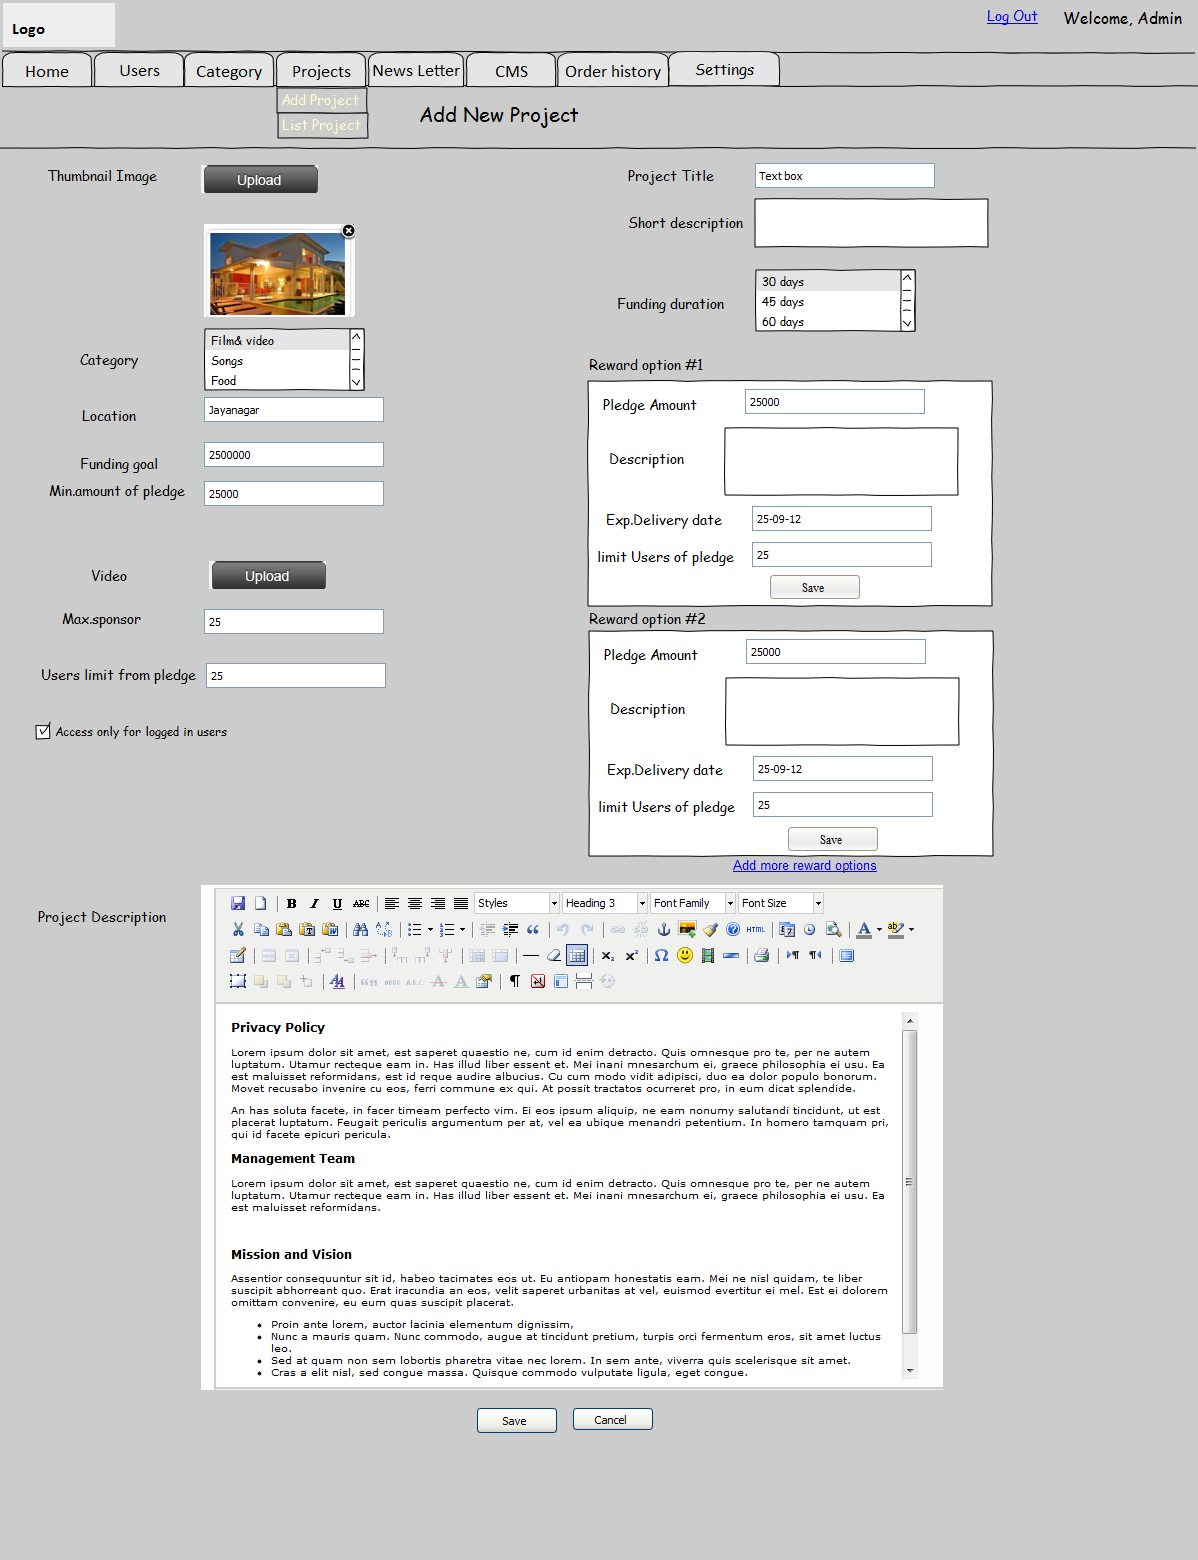 Logo
Log Out
Welcome, Admin
Home
Users
Category
Projects
News Letter
CMS
Order history
Settings
Add Project
List Project
Add New Project
Thumbnail Image
Upload
Category
Film& video
Songs
Food
Location
Jayanagar
Funding goal
2500000
Min.amount of pledge
25000
Video
Upload
Max.sponsor
25
Users limit from pledge
25
Access only for logged in users
Project Title
Text box
Short description
Funding duration
30 days
45 days
60 days
Reward option #1
Pledge Amount
25000
Description
Exp.Delivery date
25-09-12
limit Users of pledge
25
Save
Reward option #2
Pledge Amount
25000
Description
Exp.Delivery date
25-09-12
limit Users of pledge
25
Save
Add more reward options
Project Description
B I U ABC
Styles
Heading 3
Font Family
Font Size
HTML
Privacy Policy
Lorem ipsum dolor sit amet, est saperet quaestio ne, cum id enim detracto. Quis omnesque pro te, per ne autem
luptatum. Utamur recteque eam in. Has illud liber essent et. Mei inani mnesarchum ei, graece philosophia ei usu. Ea
est maluisset reformidans, est id reque audire albucius. Cu cum modo vidit adipisci, duo ea dolor populo bonorum.
Movet recusabo invenire cu eos, ferri commune ex qui. At possit tractatos ocurreret pro, in eum dicat splendide.
An has soluta facete, in facer timeam perfecto vim. Ei eos ipsum aliquip, ne eam nonumy salutandi tincidunt, ut est
placerat luptatum. Feugait periculis argumentum per at, vel ea ubique menandri petentium. In homero tamquam pri,
qui id facete epicuri pericula.
Management Team
Lorem ipsum dolor sit amet, est saperet quaestio ne, cum id enim detracto. Quis omnesque pro te, per ne autem
luptatum. Utamur recteque eam in. Has illud liber essent et. Mei inani mnesarchum ei, graece philosophia ei usu. Ea
est maluisset reformidans.
Mission and Vision
Assentior consequuntur sit id, habeo tacimates eos ut. Eu antiopam honestatis eam. Mei ne nisl quidam, te liber
suscipit abhorreant quo. Erat iracundia an eos, velit saperet urbanitas at vel, euismod evertitur ei mel. Est ei dolorem
omittam convenire, eu eum quas suscipit placerat.
• Proin ante lorem, auctor lacinia elementum dignissim,
• Nunc a mauris quam. Nunc commodo, augue at tincidunt pretium, turpis orci fermentum eros, sit amet luctus
leo.
• Sed at quam non sem lobortis pharetra vitae nec lorem. In sem ante, viverra quis scelerisque sit amet.
• Cras a elit nisl, sed congue massa. Quisque commodo vulputate ligula, eget congue.
Save
Cancel